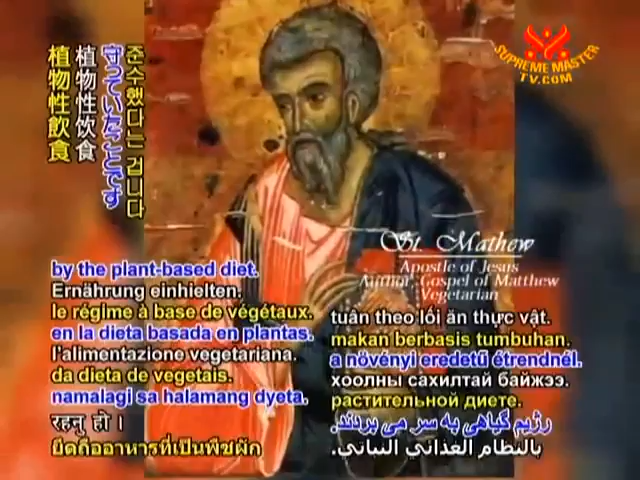 SUPREME MASTER
TV.COM
준수했다는 겁니다
守っていたことです
植物性饮食
植物性飲食
St. Mathew
Apostle of Jesus
Author, Gospel of Matthew
Vegetarian
by the plant-based diet.
Ernährung einhielten.
le régime à base de végétaux.
en la dieta basada en plantas.
l'alimentazione vegetariana.
da dieta de vegetais.
namalagi sa halamang dyeta.
रहनु हो ।
ยึดถืออาหารที่เป็นพืชผัก
tuân theo lối ăn thực vật.
makan berbasis tumbuhan.
a növényi eredetű étrendnél.
хоолны сахилтай байжээ.
растительной диете.
رژیم گیاهی به سر می بردند.
بالنظام الغذائي النباتي.